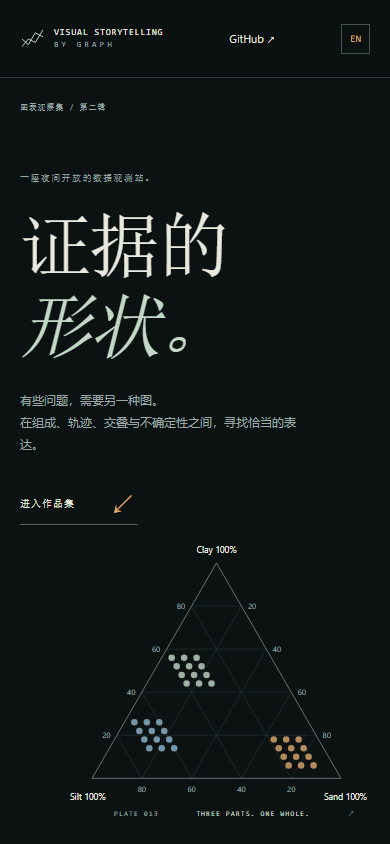 VISUAL STORYTELLING
BY GRAPH
GitHub ↗
EN
图表观察集 / 第二辑
一座夜间开放的数据观测站。
证据的
形状。
有些问题，需要另一种图。
在组成、轨迹、交叠与不确定性之间，寻找恰当的表
达。
进入作品集 ↙
Clay 100%
80 20
60 40
40 60
20 80
Silt 100%
80 60 40 20
Sand 100%
PLATE 013 THREE PARTS. ONE WHOLE. ↗